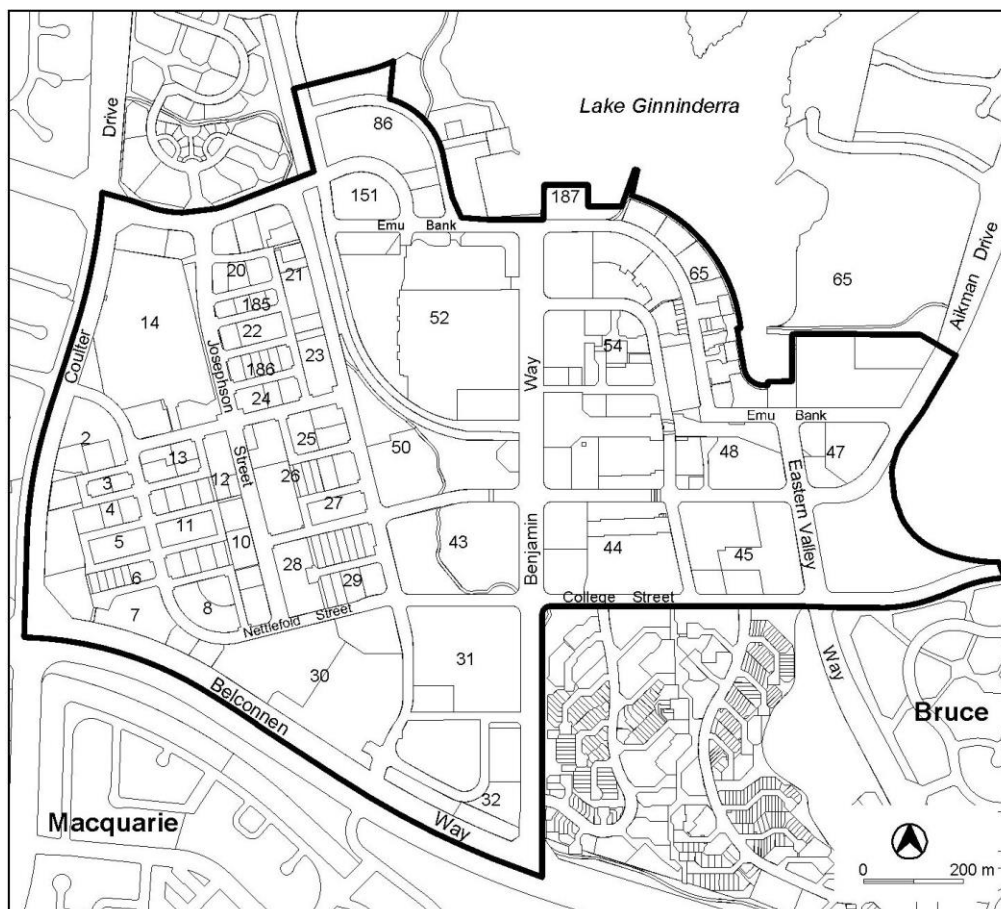 Lake Ginninderra
86
Drive
151
187
Emu Bank
20
21
65
65
Aikman Drive
185
14
52
22
54
23
Coulter
Josephson
186
Way
24
Emu Bank
2
25
50
13
48
47
3
26
12
Street
4
27
11
Eastern Valley
5
10
43
Benjamin
44
45
28
6
29
8
7
College Street
Nettlefold Street
30
31
Way
Belconnen
Bruce
32
Macquarie
Way
0 200 m